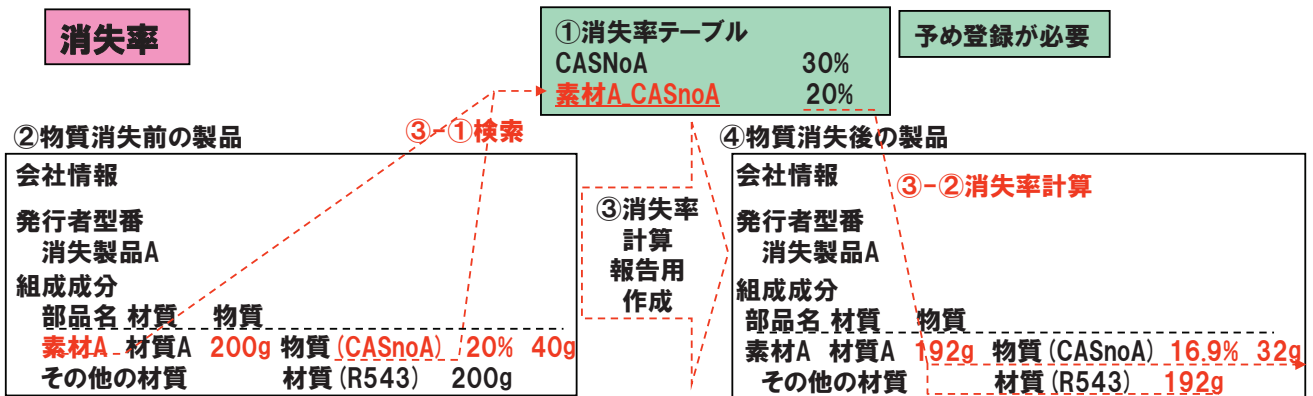 消失率
①消失率テーブル
CASNoA 30%
素材A_CASnoA 20%
予め登録が必要
②物質消失前の製品
③-①検索
会社情報
発行者型番
消失製品A
組成成分
部品名 材質 物質
素材A 材質A 200g 物質(CASnoA) 20% 40g
その他の材質 材質(R543) 200g
③消失率
計算
報告用
作成
④物質消失後の製品
会社情報
③-②消失率計算
発行者型番
消失製品A
組成成分
部品名 材質 物質
素材A 材質A 192g 物質(CASnoA) 16.9% 32g
その他の材質 材質(R543) 192g